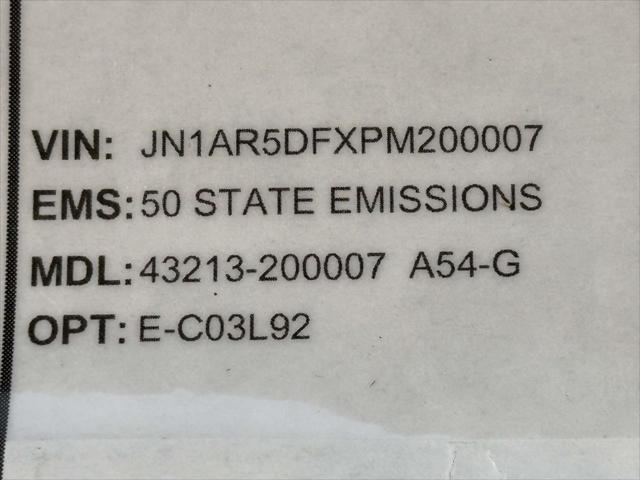 VIN: JN1AR5DFXPM200007
EMS: 50 STATE EMISSIONS
MDL: 43213-200007 A54-G
OPT: E-C03L92